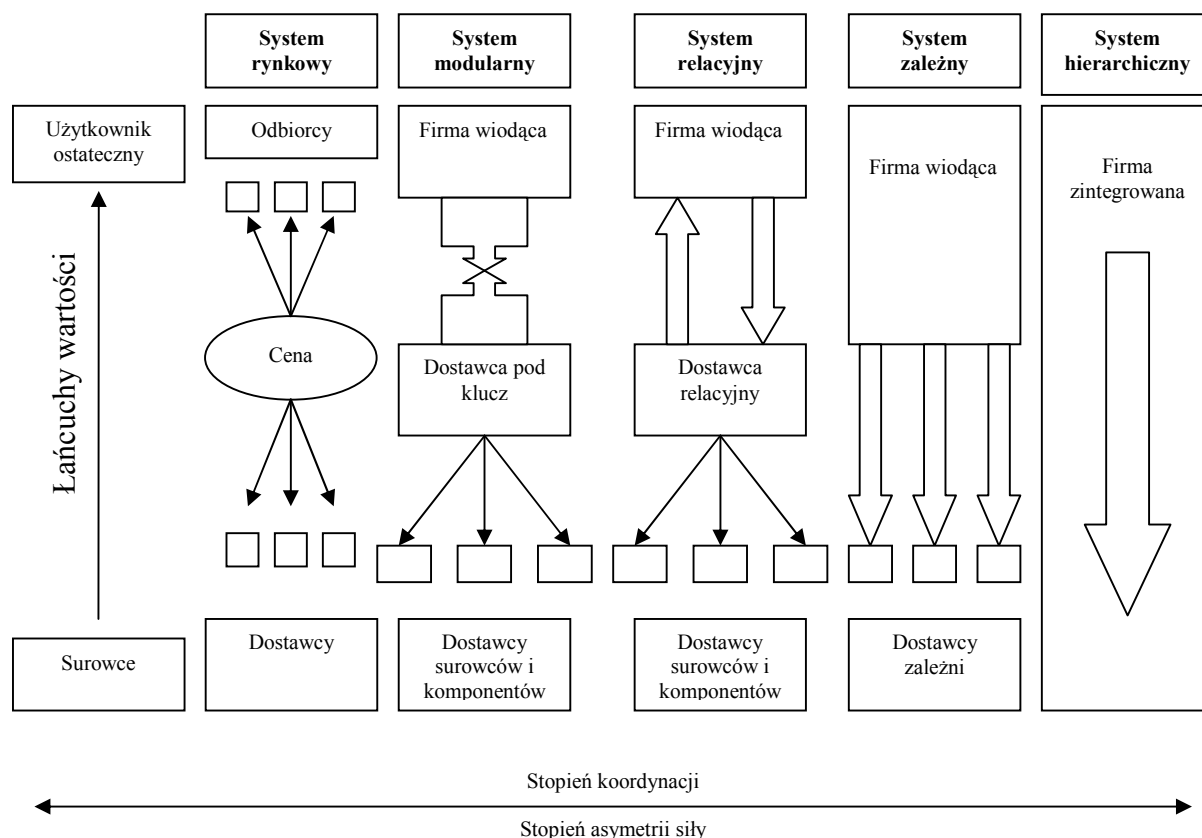 System
rynkowy
System
modularny
System
relacyjny
System
zależny
System
hierarchiczny
Użytkownik
ostateczny
Odbiorcy
Firma wiodąca
Firma wiodąca
Firma wiodąca
Firma
zintegrowana
Łańcuchy wartości
Cena
Dostawca pod
klucz
Dostawca
relacyjny
Surowce
Dostawcy
Dostawcy
surowców i
komponentów
Dostawcy
surowców i
komponentów
Dostawcy
zależni
Stopień koordynacji
Stopień asymetrii siły